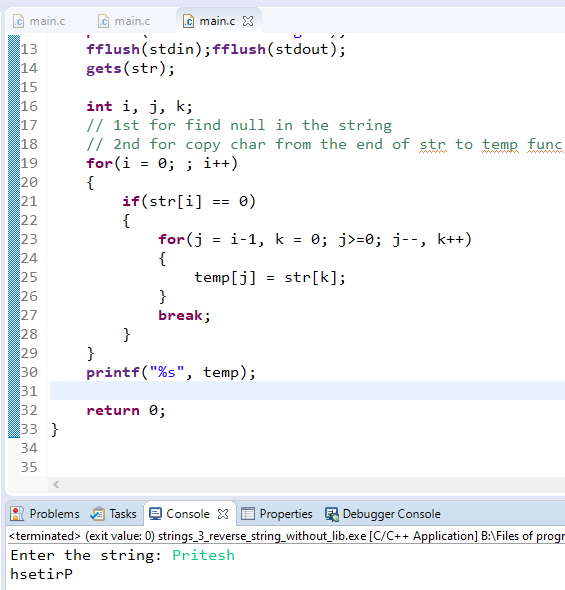 main.c main.c main.c
13 fflush(stdin);fflush(stdout);
14 gets(str);
15
16 int i, j, k;
17 // 1st for find null in the string
18 // 2nd for copy char from the end of str to temp func
19 for(i = 0; ; i++)
20 {
21 if(str[i] == 0)
22 {
23 for(j = i-1, k = 0; j>=0; j--, k++)
24 {
25 temp[j] = str[k];
26 }
27 break;
28 }
29 }
30 printf("%s", temp);
31
32 return 0;
33 }
34
35
Problems Tasks Console Properties Debugger Console
<terminated> (exit value: 0) strings_3_reverse_string_without_lib.exe [C/C++ Application] B:\Files of progr
Enter the string: Pritesh
hsetirP